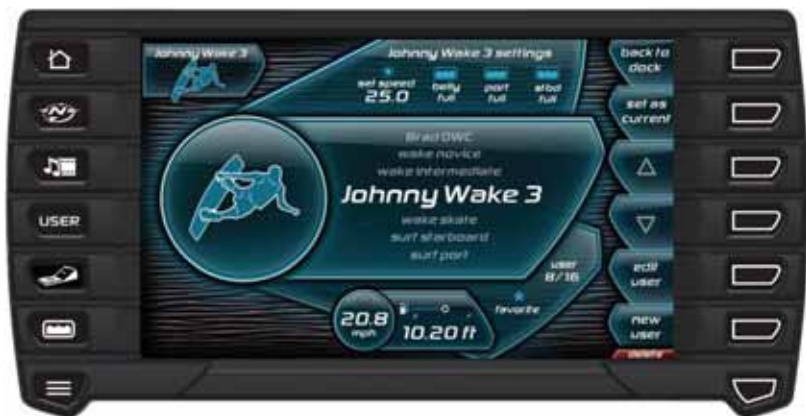 Johnny Wake 3
Johnny Wake 3 settings
set speed
25.0
belly
full
port
full
stbd
full
back to
dock
set as
current
Brad DWC
wake novice
wake intermediate
Johnny Wake 3
wake skate
surf starboard
surf port
USER
user
8/16
favorite
edit
user
20.8
mph
10.20 ft
new
user
delete